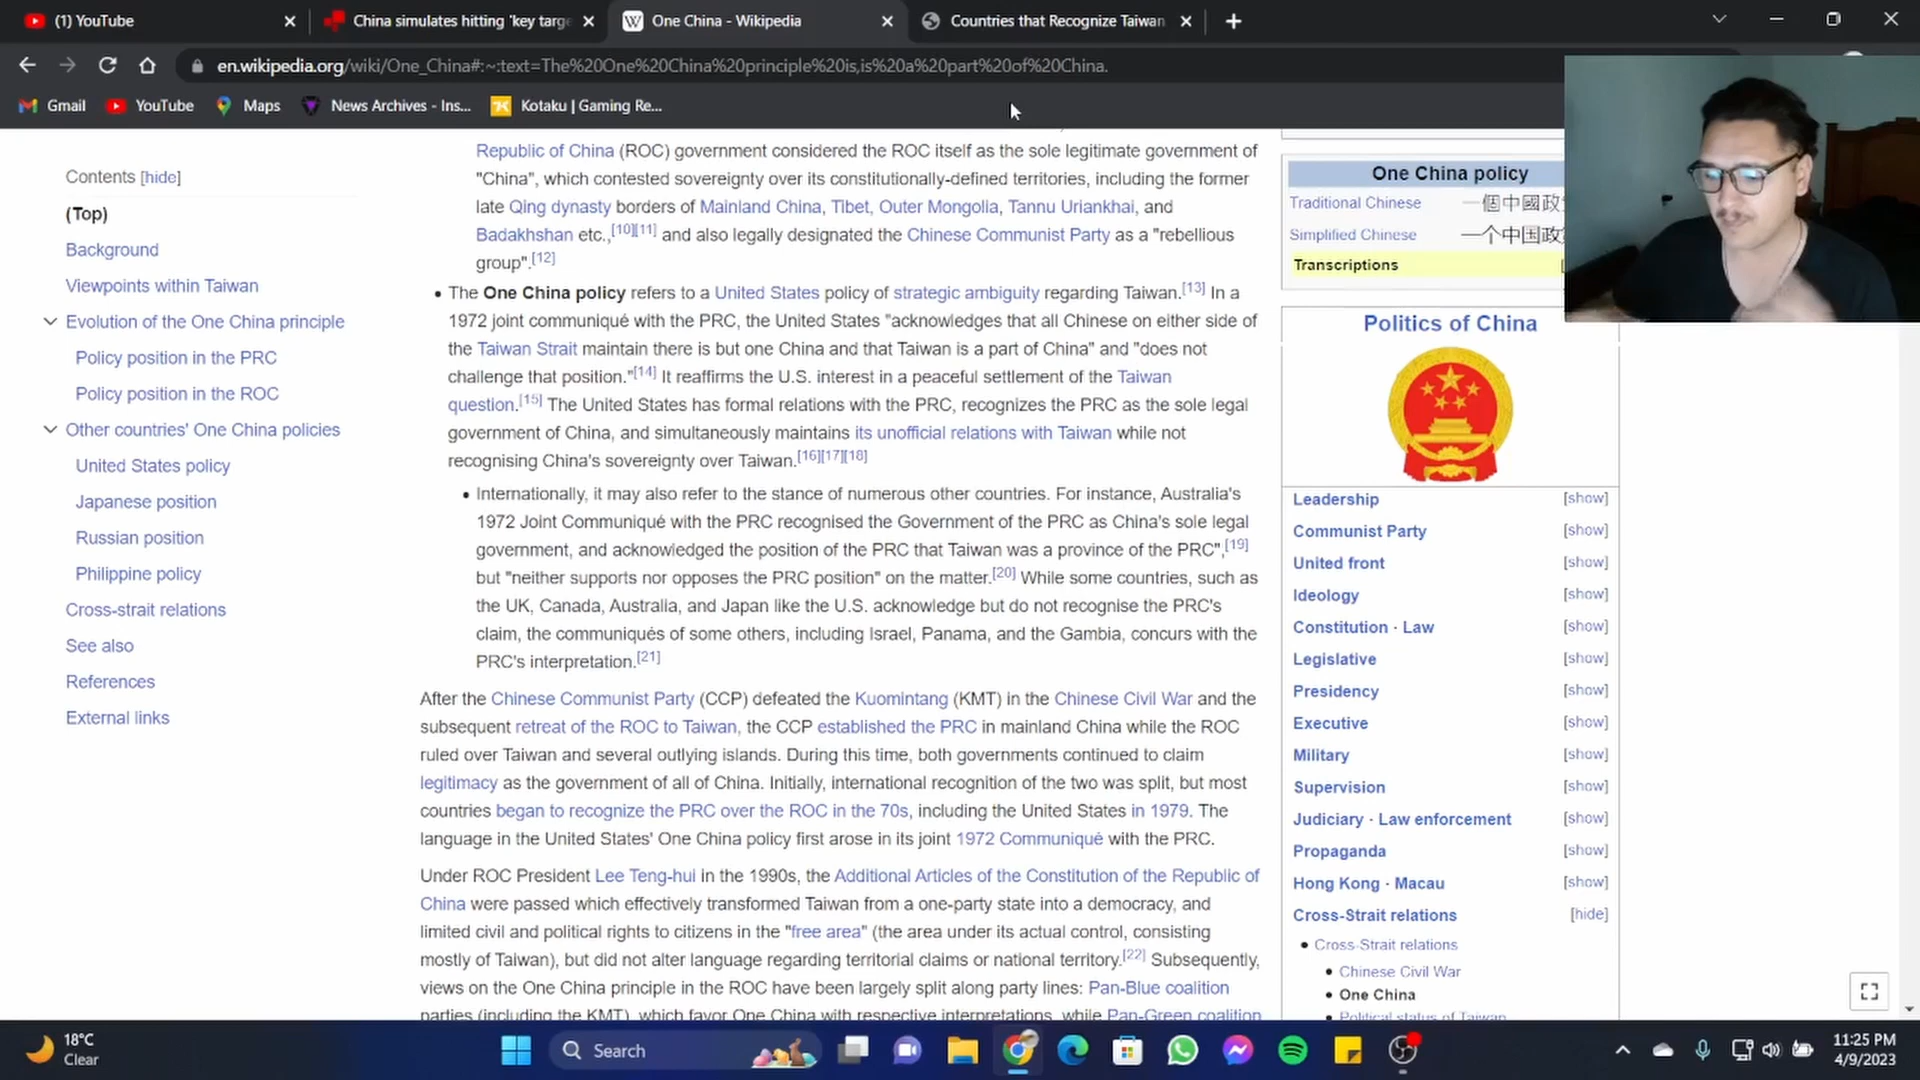 (1) YouTube
China simulates hitting 'key targe
One China - Wikipedia
Countries that Recognize Taiwan
en.wikipedia.org/wiki/One_China#:~:text=The%20One%20China%20principle%20is,is%20a%20part%20of%20China.
Gmail
YouTube
Maps
News Archives - Ins...
Kotaku | Gaming Re...
Contents [hide]
(Top)
Background
Viewpoints within Taiwan
Evolution of the One China principle
Policy position in the PRC
Policy position in the ROC
Other countries' One China policies
United States policy
Japanese position
Russian position
Philippine policy
Cross-strait relations
See also
References
External links
Republic of China (ROC) government considered the ROC itself as the sole legitimate government of
"China", which contested sovereignty over its constitutionally-defined territories, including the former
late Qing dynasty borders of Mainland China, Tibet, Outer Mongolia, Tannu Uriankhai, and
Badakhshan etc.,[10][11] and also legally designated the Chinese Communist Party as a "rebellious
group".[12]
• The One China policy refers to a United States policy of strategic ambiguity regarding Taiwan.[13] In a
1972 joint communiqué with the PRC, the United States "acknowledges that all Chinese on either side of
the Taiwan Strait maintain there is but one China and that Taiwan is a part of China" and "does not
challenge that position."[14] It reaffirms the U.S. interest in a peaceful settlement of the Taiwan
question.[15] The United States has formal relations with the PRC, recognizes the PRC as the sole legal
government of China, and simultaneously maintains its unofficial relations with Taiwan while not
recognising China's sovereignty over Taiwan.[16][17][18]
• Internationally, it may also refer to the stance of numerous other countries. For instance, Australia's
1972 Joint Communiqué with the PRC recognised the Government of the PRC as China's sole legal
government, and acknowledged the position of the PRC that Taiwan was a province of the PRC",[19]
but "neither supports nor opposes the PRC position" on the matter.[20] While some countries, such as
the UK, Canada, Australia, and Japan like the U.S. acknowledge but do not recognise the PRC's
claim, the communiqués of some others, including Israel, Panama, and the Gambia, concurs with the
PRC's interpretation.[21]
After the Chinese Communist Party (CCP) defeated the Kuomintang (KMT) in the Chinese Civil War and the
subsequent retreat of the ROC to Taiwan, the CCP established the PRC in mainland China while the ROC
ruled over Taiwan and several outlying islands. During this time, both governments continued to claim
legitimacy as the government of all of China. Initially, international recognition of the two was split, but most
countries began to recognize the PRC over the ROC in the 70s, including the United States in 1979. The
language in the United States' One China policy first arose in its joint 1972 Communiqué with the PRC.
Under ROC President Lee Teng-hui in the 1990s, the Additional Articles of the Constitution of the Republic of
China were passed which effectively transformed Taiwan from a one-party state into a democracy, and
limited civil and political rights to citizens in the "free area" (the area under its actual control, consisting
mostly of Taiwan), but did not alter language regarding territorial claims or national territory.[22] Subsequently,
views on the One China principle in the ROC have been largely split along party lines: Pan-Blue coalition
parties (including the KMT), which favor One China with respective interpretations, while Pan-Green coalition
One China policy
Traditional Chinese 一個中國政
Simplified Chinese 一个中国政
Transcriptions
Politics of China
Leadership [show]
Communist Party [show]
United front [show]
Ideology [show]
Constitution · Law [show]
Legislative [show]
Presidency [show]
Executive [show]
Military [show]
Supervision [show]
Judiciary · Law enforcement [show]
Propaganda [show]
Hong Kong · Macau [show]
Cross-Strait relations [hide]
• Cross-Strait relations
• Chinese Civil War
• One China
• Political status of Taiwan
18°C
Clear
Search
11:25 PM
4/9/2023